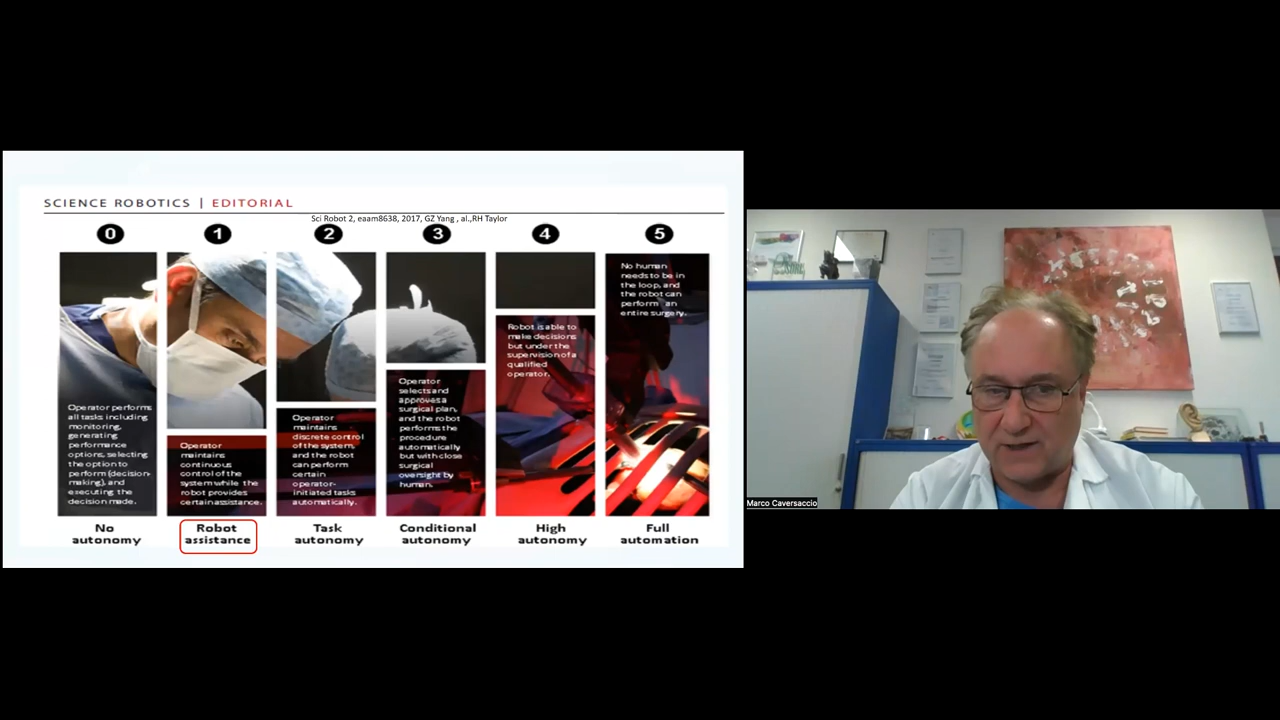 SCIENCE ROBOTICS | EDITORIAL
Sci Robot 2, eaam8638, 2017, GZ Yang , al.,RH Taylor
0
1
2
3
4
5
Operator performs
all tasks including
monitoring,
generating
performance
options, selecting
the option to
perform (decision-
making), and
executing the
decision made.
Operator
maintains
continuous
control of the
system while the
robot provides
certain assistance.
Operator
maintains
discrete control
of the system,
and the robot
can perform
certain
operator-
initiated tasks
automatically.
Operator
selects and
approves a
surgical plan,
and the robot
performs the
procedure
automatically
but with close
surgical
oversight by
human.
Robot is able to
make decisions
but under the
supervision of a
qualified
operator.
No human
needs to be in
the loop, and
the robot can
perform an
entire surgery.
No
autonomy
Robot
assistance
Task
autonomy
Conditional
autonomy
High
autonomy
Full
automation
Marco Caversaccio